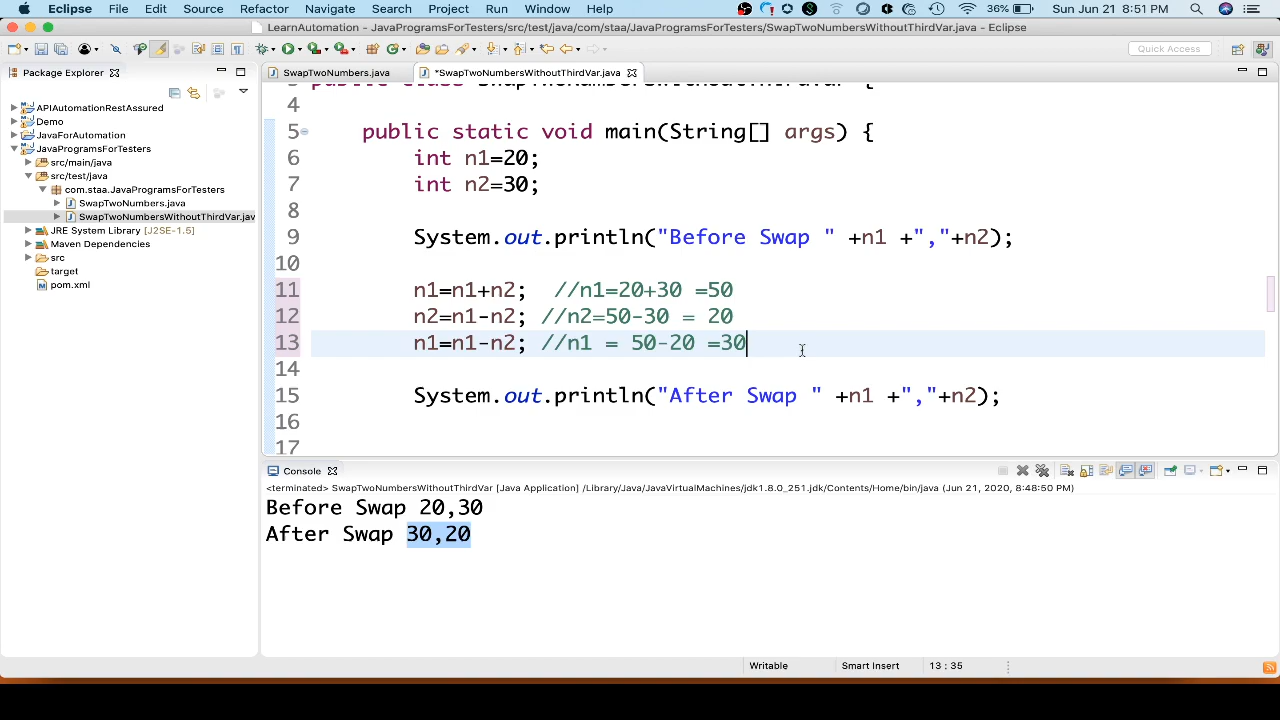 Eclipse File Edit Source Refactor Navigate Search Project Run Window Help 36% Sun Jun 21 8:51 PM
LearnAutomation - JavaProgramsForTesters/src/test/java/com/staa/JavaProgramsForTesters/SwapTwoNumbersWithoutThirdVar.java - Eclipse
Quick Access
Package Explorer
SwapTwoNumbers.java *SwapTwoNumbersWithoutThirdVar.java
APIAutomationRestAssured
Demo
JavaForAutomation
JavaProgramsForTesters
src/main/java
src/test/java
com.staa.JavaProgramsForTesters
SwapTwoNumbers.java
SwapTwoNumbersWithoutThirdVar.jav
JRE System Library [J2SE-1.5]
Maven Dependencies
src
target
pom.xml
3 public class SwapTwoNumbersWithoutThirdVar {
4
5 public static void main(String[] args) {
6 int n1=20;
7 int n2=30;
8
9 System.out.println("Before Swap " +n1 +","+n2);
10
11 n1=n1+n2; //n1=20+30 =50
12 n2=n1-n2; //n2=50-30 = 20
13 n1=n1-n2; //n1 = 50-20 =30
14
15 System.out.println("After Swap " +n1 +","+n2);
16
17
Console
<terminated> SwapTwoNumbersWithoutThirdVar [Java Application] /Library/Java/JavaVirtualMachines/jdk1.8.0_251.jdk/Contents/Home/bin/java (Jun 21, 2020, 8:48:50 PM)
Before Swap 20,30
After Swap 30,20
Writable Smart Insert 13 : 35